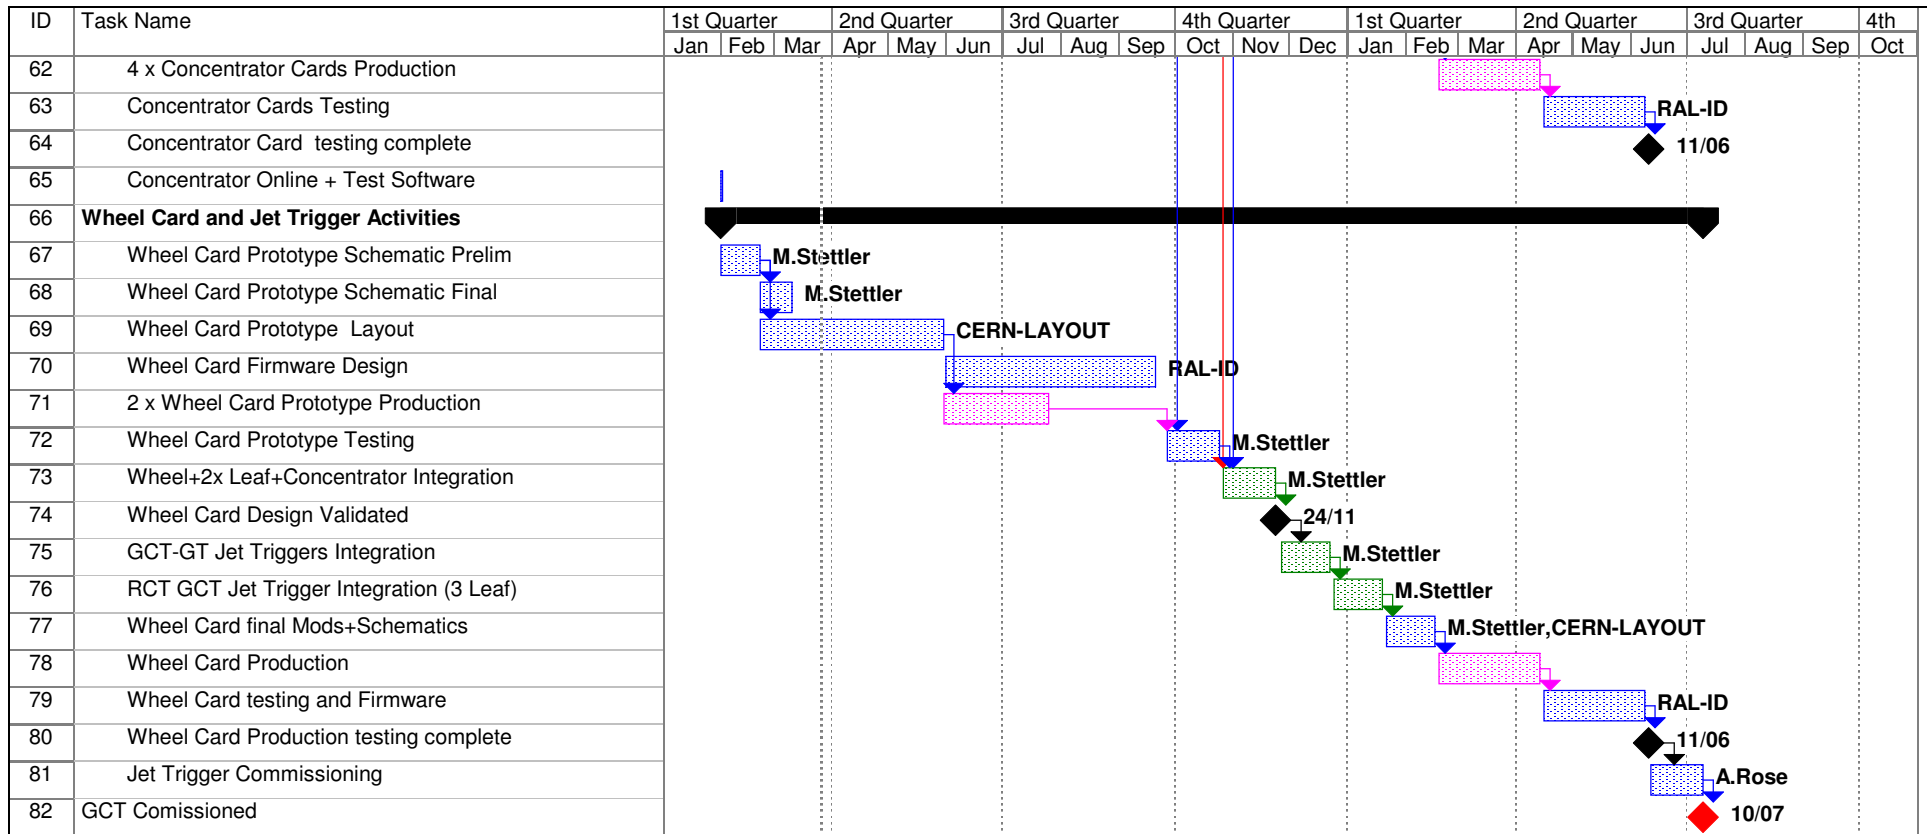 ID Task Name 1st Quarter 2nd Quarter 3rd Quarter 4th Quarter 1st Quarter 2nd Quarter 3rd Quarter 4th
Jan Feb Mar Apr May Jun Jul Aug Sep Oct Nov Dec Jan Feb Mar Apr May Jun Jul Aug Sep Oct
62 4 x Concentrator Cards Production
63 Concentrator Cards Testing RAL-ID
64 Concentrator Card testing complete 11/06
65 Concentrator Online + Test Software
66 Wheel Card and Jet Trigger Activities
67 Wheel Card Prototype Schematic Prelim M.Stettler
68 Wheel Card Prototype Schematic Final M.Stettler
69 Wheel Card Prototype Layout CERN-LAYOUT
70 Wheel Card Firmware Design RAL-ID
71 2 x Wheel Card Prototype Production
72 Wheel Card Prototype Testing M.Stettler
73 Wheel+2x Leaf+Concentrator Integration M.Stettler
74 Wheel Card Design Validated 24/11
75 GCT-GT Jet Triggers Integration M.Stettler
76 RCT GCT Jet Trigger Integration (3 Leaf) M.Stettler
77 Wheel Card final Mods+Schematics M.Stettler,CERN-LAYOUT
78 Wheel Card Production
79 Wheel Card testing and Firmware RAL-ID
80 Wheel Card Production testing complete 11/06
81 Jet Trigger Commissioning A.Rose
82 GCT Comissioned 10/07